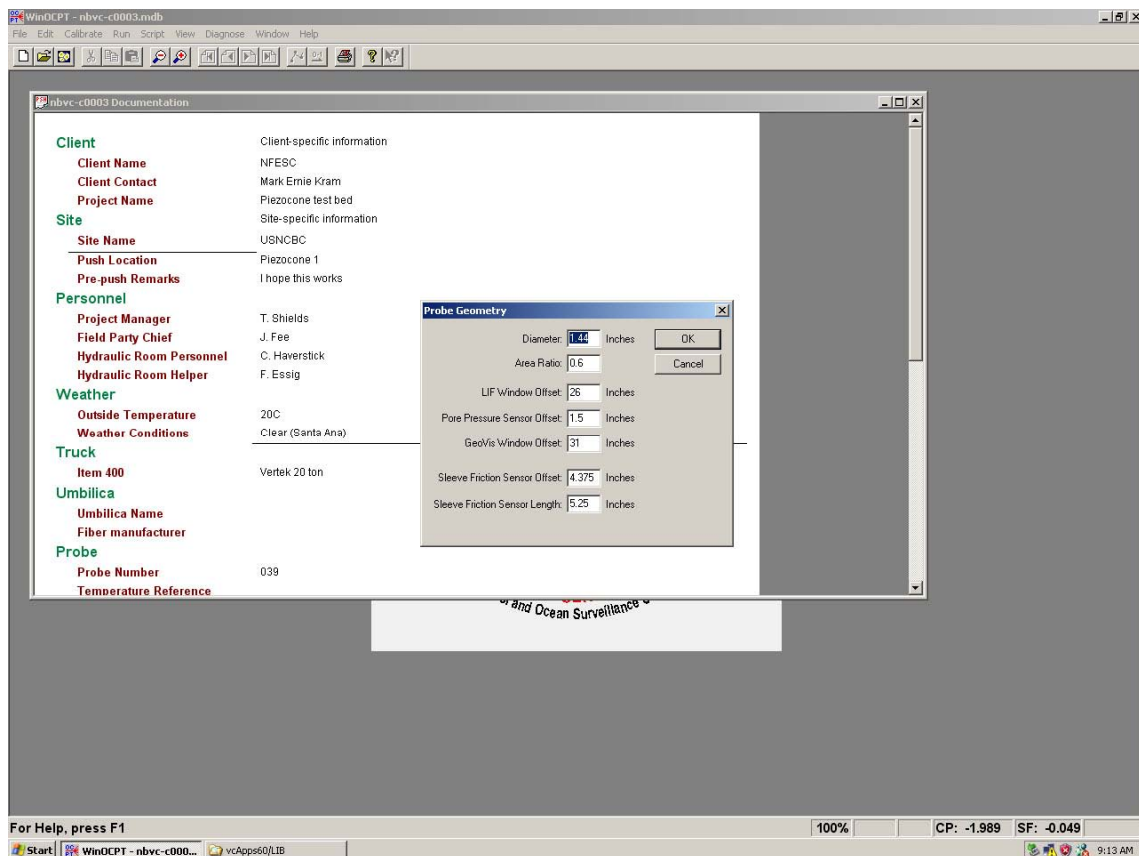 WinOCPT - nbvc-c0003.mdb
File Edit Calibrate Run Script View Diagnose Window Help
nbvc-c0003 Documentation
Client Client-specific information
Client Name NFESC
Client Contact Mark Ernie Kram
Project Name Piezocone test bed
Site Site-specific information
Site Name USNCBC
Push Location Piezocone 1
Pre-push Remarks I hope this works
Personnel
Project Manager T. Shields
Field Party Chief J. Fee
Hydraulic Room Personnel C. Haverstick
Hydraulic Room Helper F. Essig
Weather
Outside Temperature 20C
Weather Conditions Clear (Santa Ana)
Truck
Item 400 Vertek 20 ton
Umbilica
Umbilica Name
Fiber manufacturer
Probe
Probe Number 039
Temperature Reference
Probe Geometry
Diameter: 1.44 Inches OK
Area Ratio: 0.6 Cancel
LIF Window Offset: 26 Inches
Pore Pressure Sensor Offset: 1.5 Inches
GeoVis Window Offset: 31 Inches
Sleeve Friction Sensor Offset: 4.375 Inches
Sleeve Friction Sensor Length: 5.25 Inches
and Ocean Surveillance
For Help, press F1 100% CP: -1.989 SF: -0.049
Start WinOCPT - nbvc-c000... vcApps60/LIB 9:13 AM